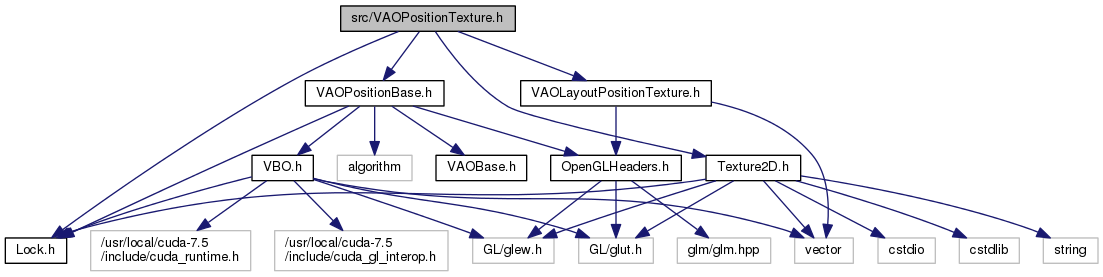 src/VAOPositionTexture.h
VAOPositionBase.h
VAOLayoutPositionTexture.h
VBO.h
algorithm
VAOBase.h
OpenGLHeaders.h
Texture2D.h
Lock.h
/usr/local/cuda-7.5
/include/cuda_runtime.h
/usr/local/cuda-7.5
/include/cuda_gl_interop.h
GL/glew.h
GL/glut.h
glm/glm.hpp
vector
cstdio
cstdlib
string